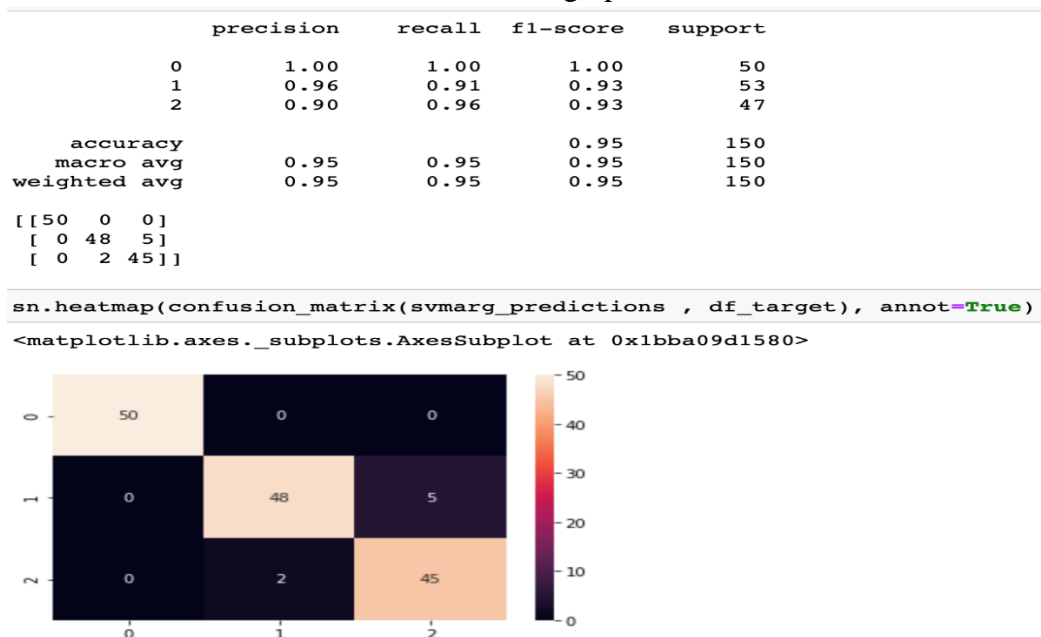 precision recall f1-score support
0 1.00 1.00 1.00 50
1 0.96 0.91 0.93 53
2 0.90 0.96 0.93 47
accuracy 0.95 150
macro avg 0.95 0.95 0.95 150
weighted avg 0.95 0.95 0.95 150
[[50 0 0]
[ 0 48 5]
[ 0 2 45]]
sn.heatmap(confusion_matrix(svmarg_predictions , df_target), annot=True)
<matplotlib.axes._subplots.AxesSubplot at 0x1bba09d1580>
50
0 50 0 0
40
30
1 0 48 5
20
10
2 0 2 45
0
0 1 2